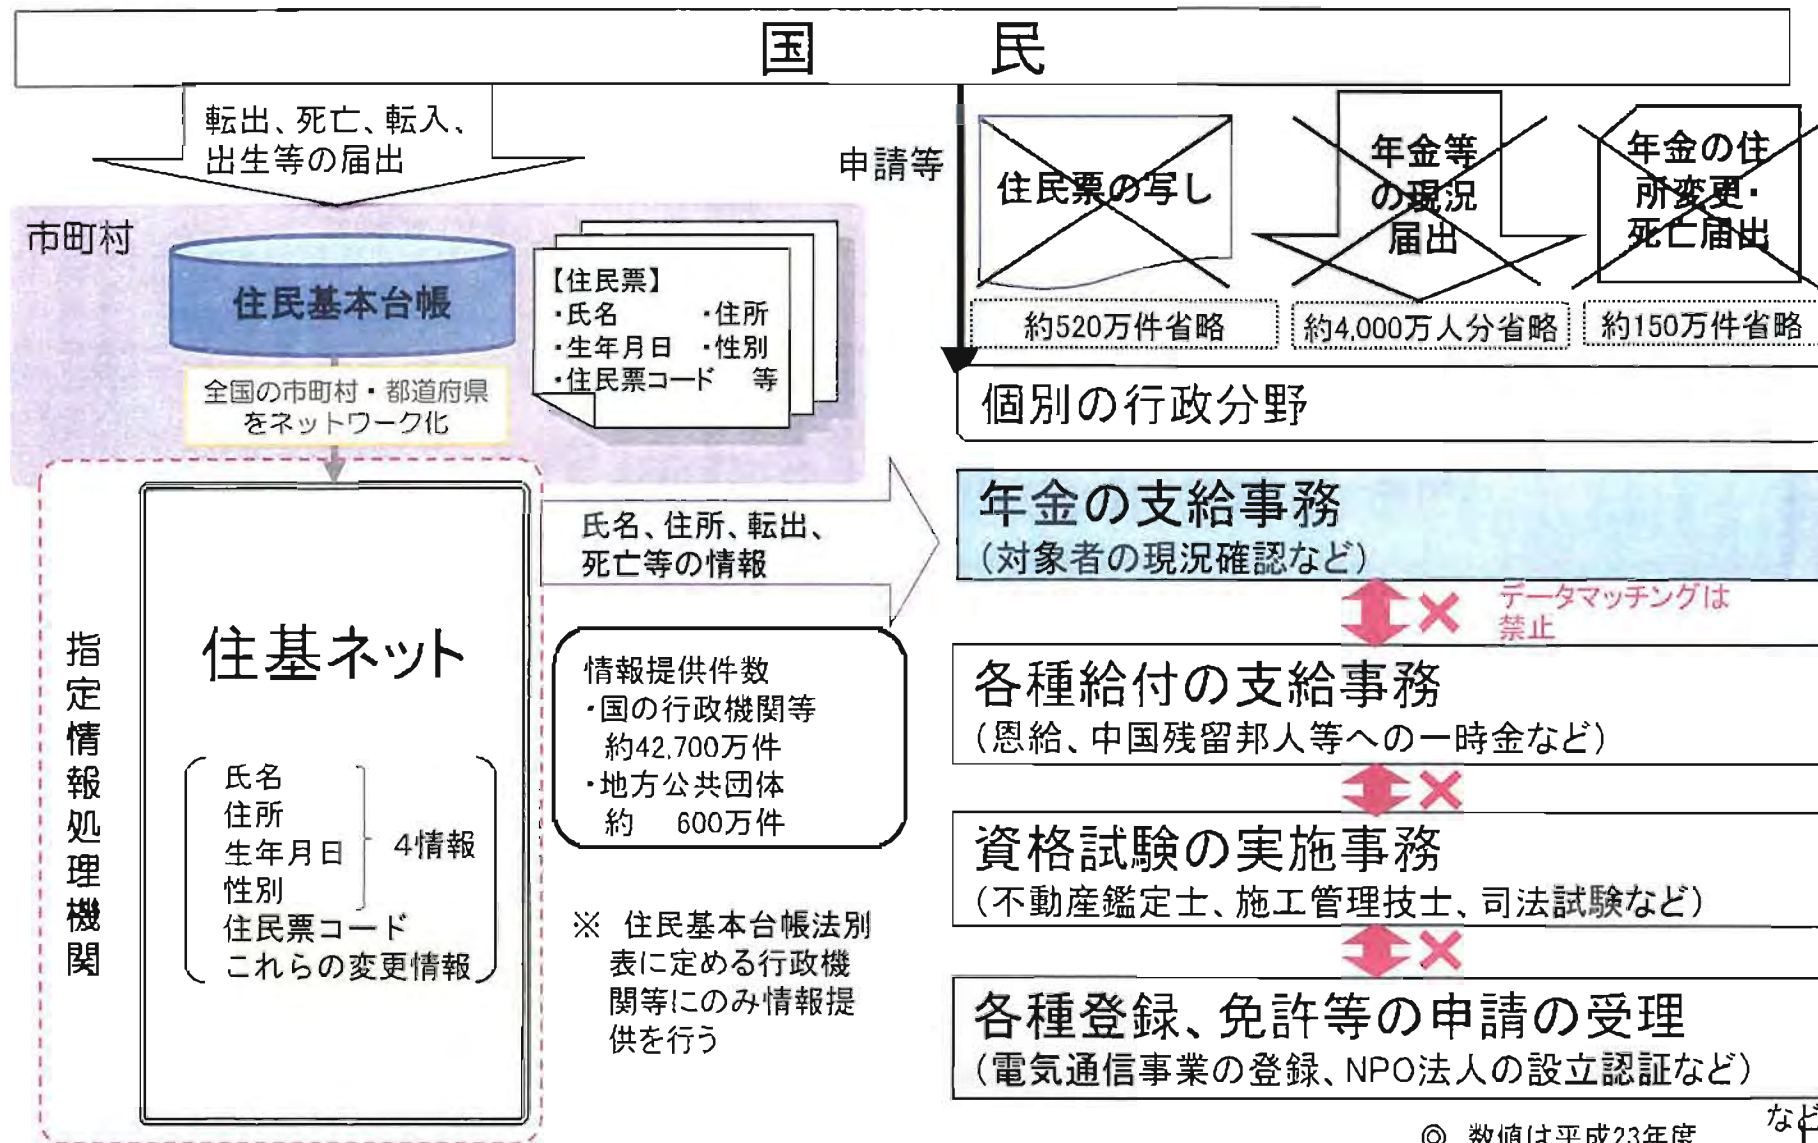 国　民
転出、死亡、転入、
出生等の届出
申請等
住民票の写し
年金等
の現況
届出
年金の住
所変更・
死亡届出
約520万件省略
約4,000万人分省略
約150万件省略
市町村
住民基本台帳
【住民票】
・氏名　・住所
・生年月日　・性別
・住民票コード　等
全国の市町村・都道府県
をネットワーク化
個別の行政分野
指定情報処理機関
住基ネット
氏名
住所
生年月日
性別
4情報
住民票コード
これらの変更情報
氏名、住所、転出、
死亡等の情報
情報提供件数
・国の行政機関等
約42,700万件
・地方公共団体
約　600万件
※ 住民基本台帳法別
表に定める行政機
関等にのみ情報提
供を行う
年金の支給事務
(対象者の現況確認など)
データマッチングは
禁止
各種給付の支給事務
(恩給、中国残留邦人等への一時金など)
資格試験の実施事務
(不動産鑑定士、施工管理技士、司法試験など)
各種登録、免許等の申請の受理
(電気通信事業の登録、NPO法人の設立認証など)
など
◎ 数値は平成23年度